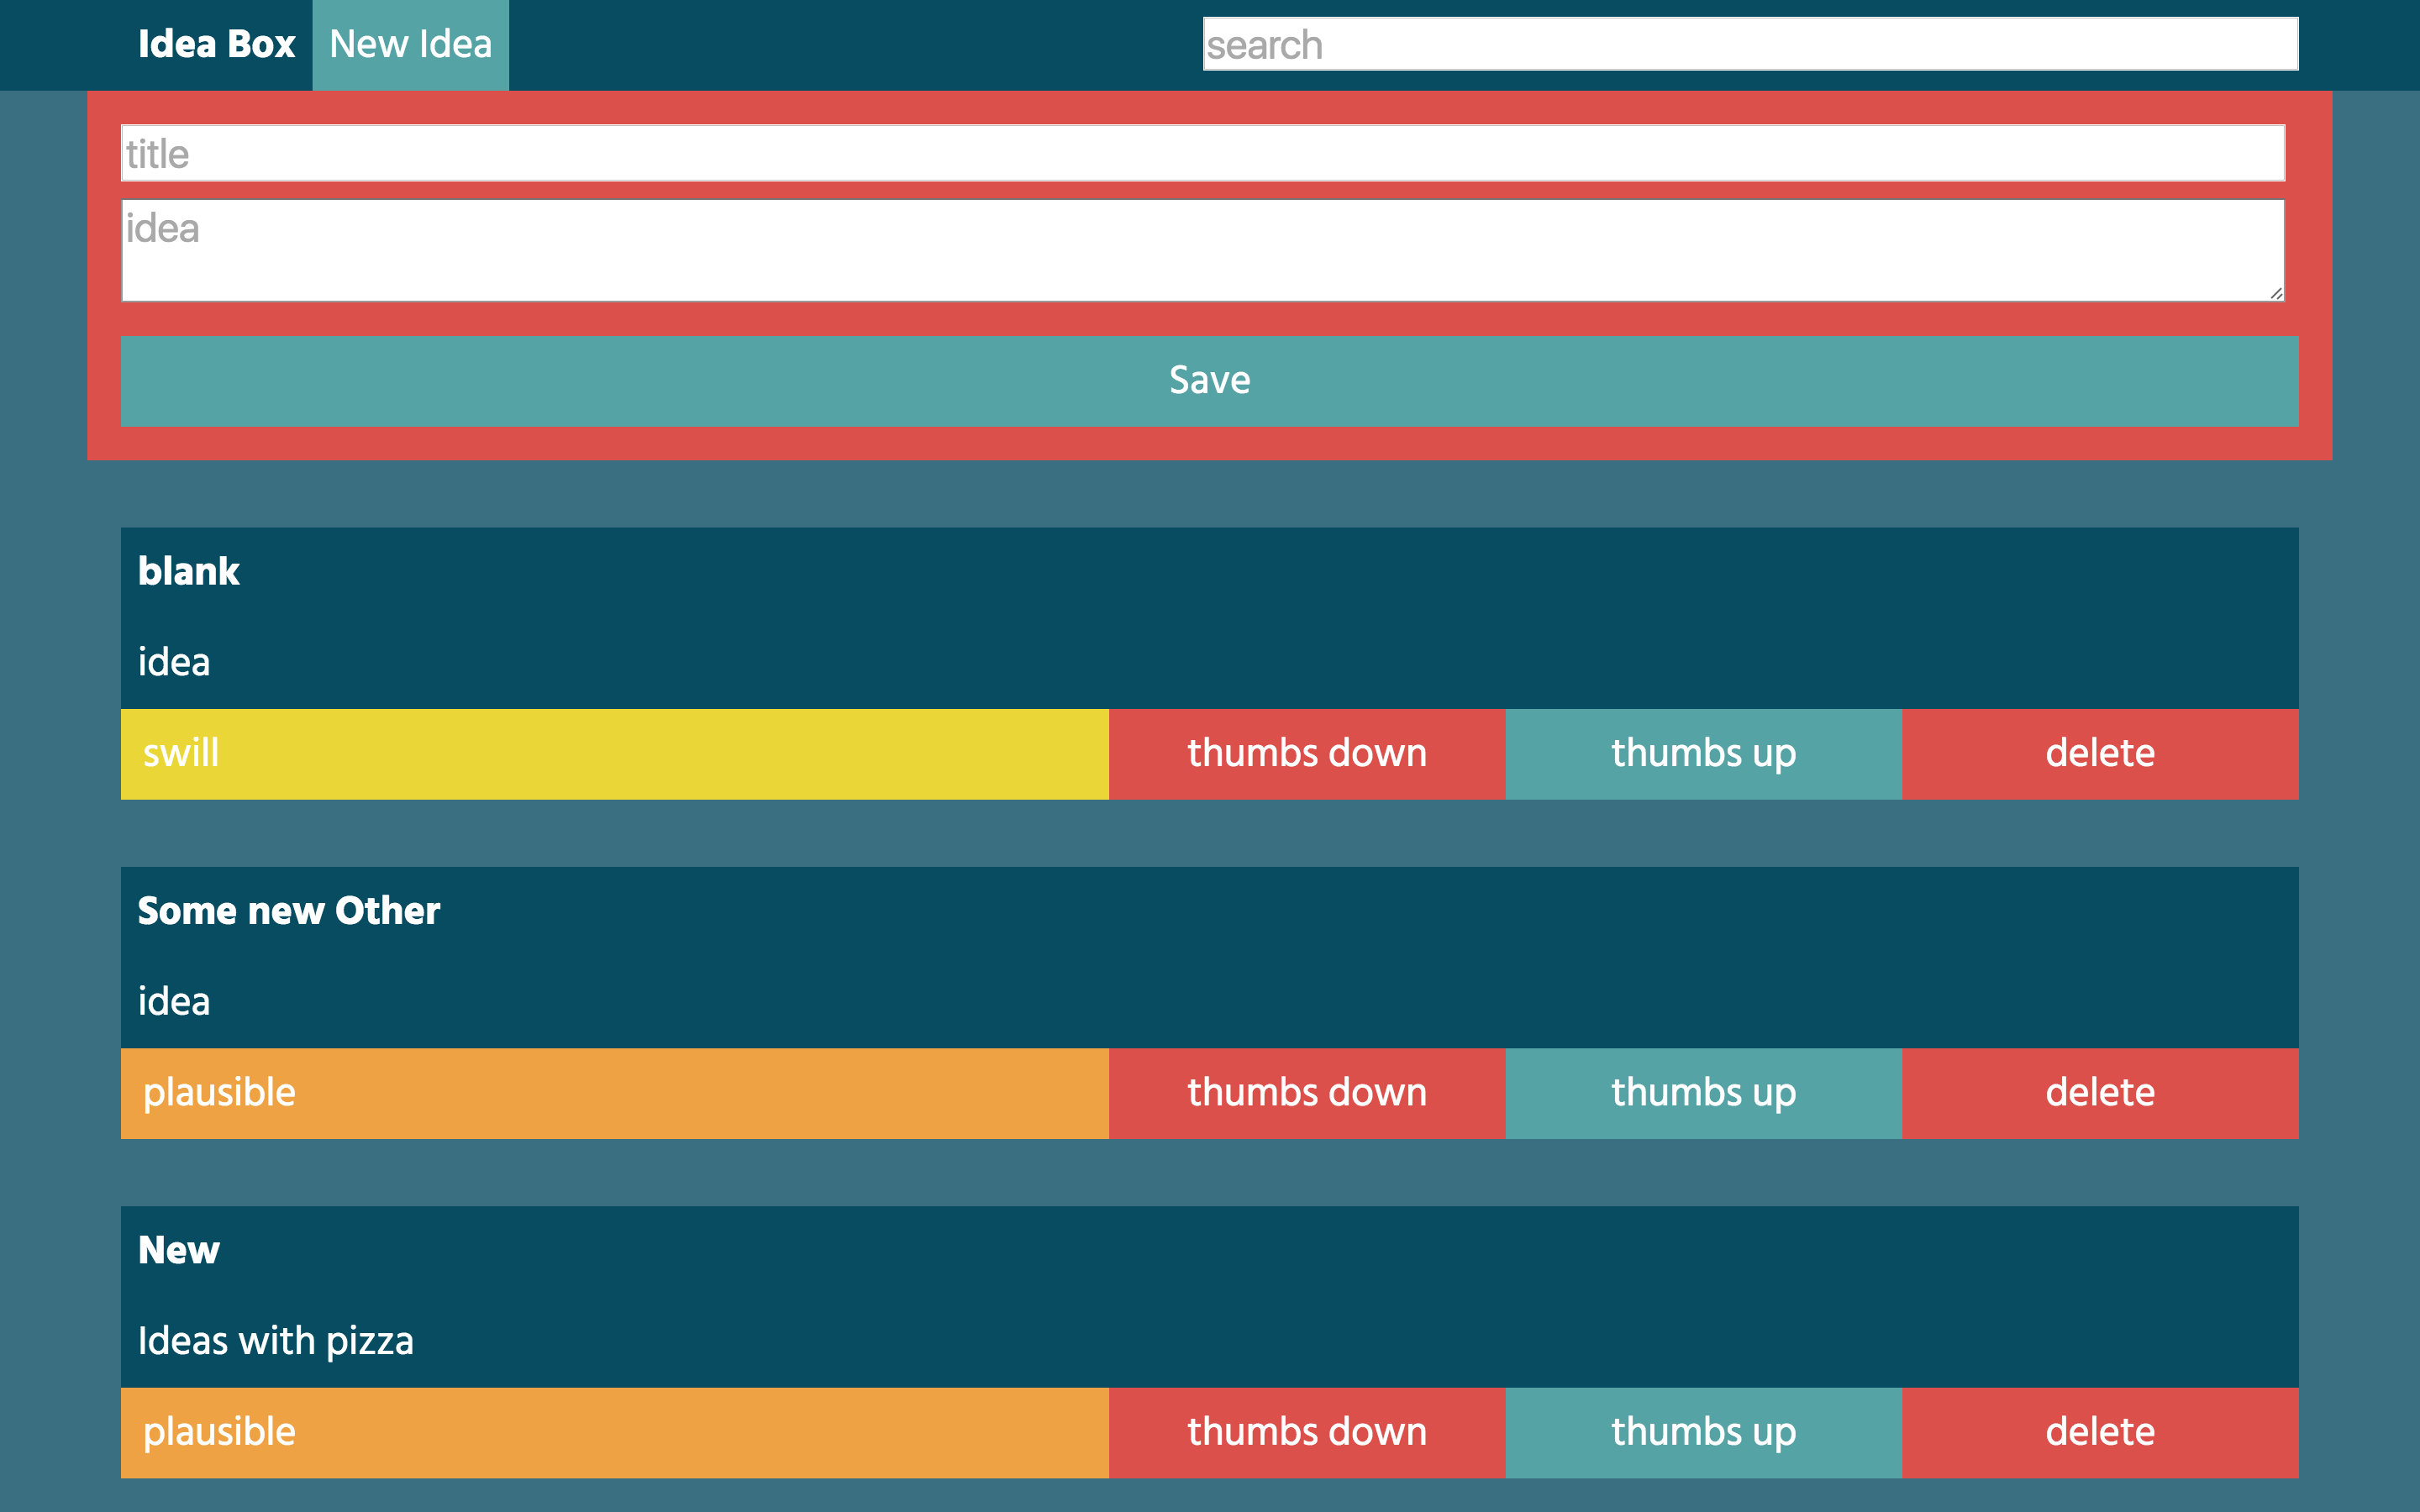 Idea Box New Idea search
title
idea
Save
blank
idea
swill thumbs down thumbs up delete
Some new Other
idea
plausible thumbs down thumbs up delete
New
Ideas with pizza
plausible thumbs down thumbs up delete